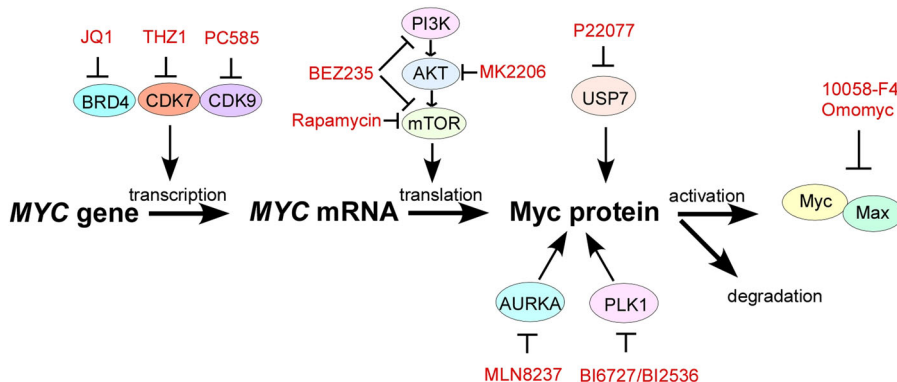 JQ1 THZ1 PC585
BRD4 CDK7 CDK9
PI3K
BEZ235 AKT MK2206
Rapamycin mTOR
P22077
USP7
10058-F4
Omomyc
MYC gene transcription MYC mRNA translation Myc protein activation Myc Max
degradation
AURKA PLK1
MLN8237 BI6727/BI2536